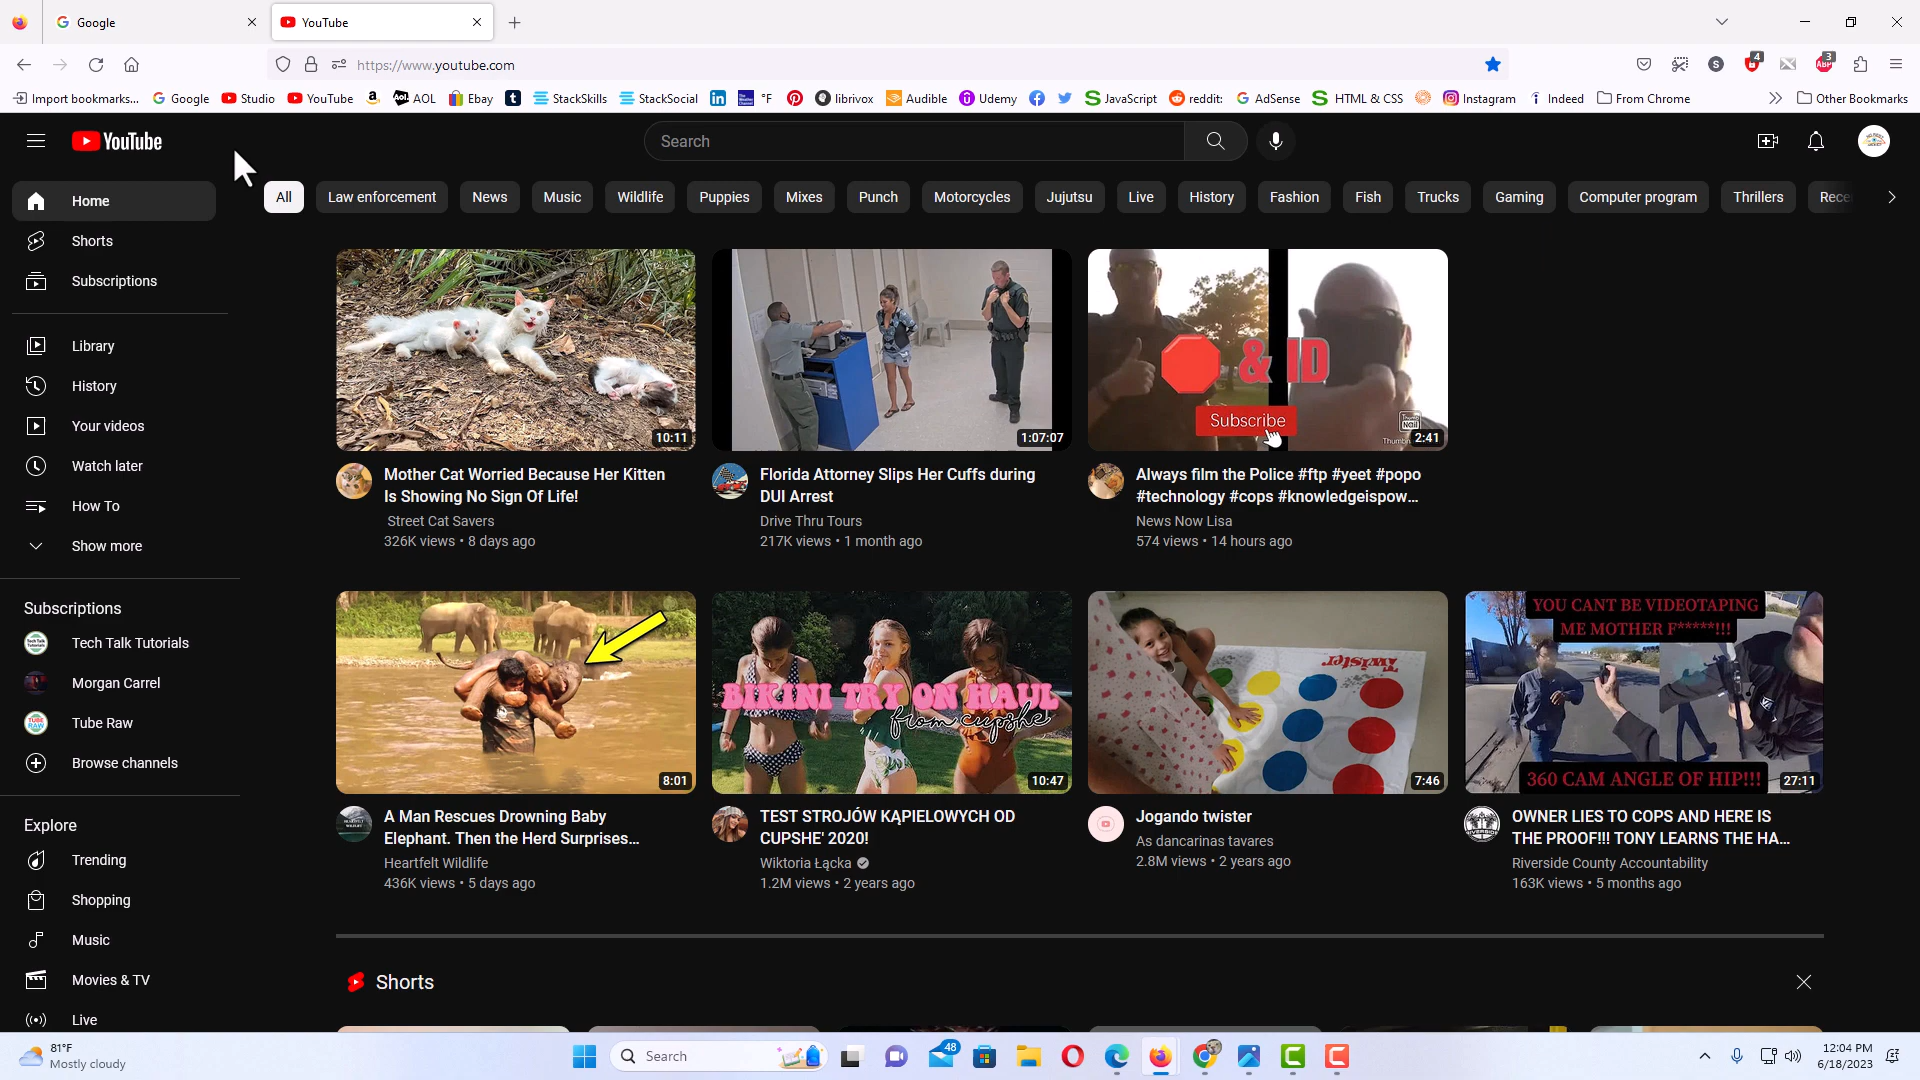 Google
YouTube
https://www.youtube.com
4
S
ABP
3
Import bookmarks...
Google
Studio
YouTube
AOL
Ebay
°F
StackSkills
StackSocial
librivox
Audible
Udemy
JavaScript
reddit:
AdSense
HTML & CSS
Instagram
Indeed
From Chrome
Other Bookmarks
YouTube
Search
All
Law enforcement
News
Music
Wildlife
Puppies
Mixes
Punch
Motorcycles
Jujutsu
Live
History
Fashion
Fish
Trucks
Gaming
Computer program
Thrillers
Rece
Home
Shorts
Subscriptions
Library
History
Your videos
Watch later
How To
Show more
Subscriptions
Tech Talk Tutorials
Morgan Carrel
Tube Raw
Browse channels
Explore
Trending
Shopping
Music
Movies & TV
Live
10:11
Mother Cat Worried Because Her Kitten
Is Showing No Sign Of Life!
Street Cat Savers
326K views • 8 days ago
1:07:07
Florida Attorney Slips Her Cuffs during
DUI Arrest
Drive Thru Tours
217K views • 1 month ago
& ID
Subscribe
2:41
Always film the Police #ftp #yeet #popo
#technology #cops #knowledgeispow...
News Now Lisa
574 views • 14 hours ago
8:01
A Man Rescues Drowning Baby
Elephant. Then the Herd Surprises...
Heartfelt Wildlife
436K views • 5 days ago
BIKINI TRY ON HAUL
from cupshe
10:47
TEST STROJÓW KĄPIELOWYCH OD
CUPSHE' 2020!
Wiktoria Łącka
1.2M views • 2 years ago
Twister
7:46
Jogando twister
As dancarinas tavares
2.8M views • 2 years ago
YOU CANT BE VIDEOTAPING
ME MOTHER F*****!!!
360 CAM ANGLE OF HIP!!!
27:11
OWNER LIES TO COPS AND HERE IS
THE PROOF!!! TONY LEARNS THE HA...
Riverside County Accountability
163K views • 5 months ago
Shorts
81°F
Mostly cloudy
Search
48
12:04 PM
6/18/2023